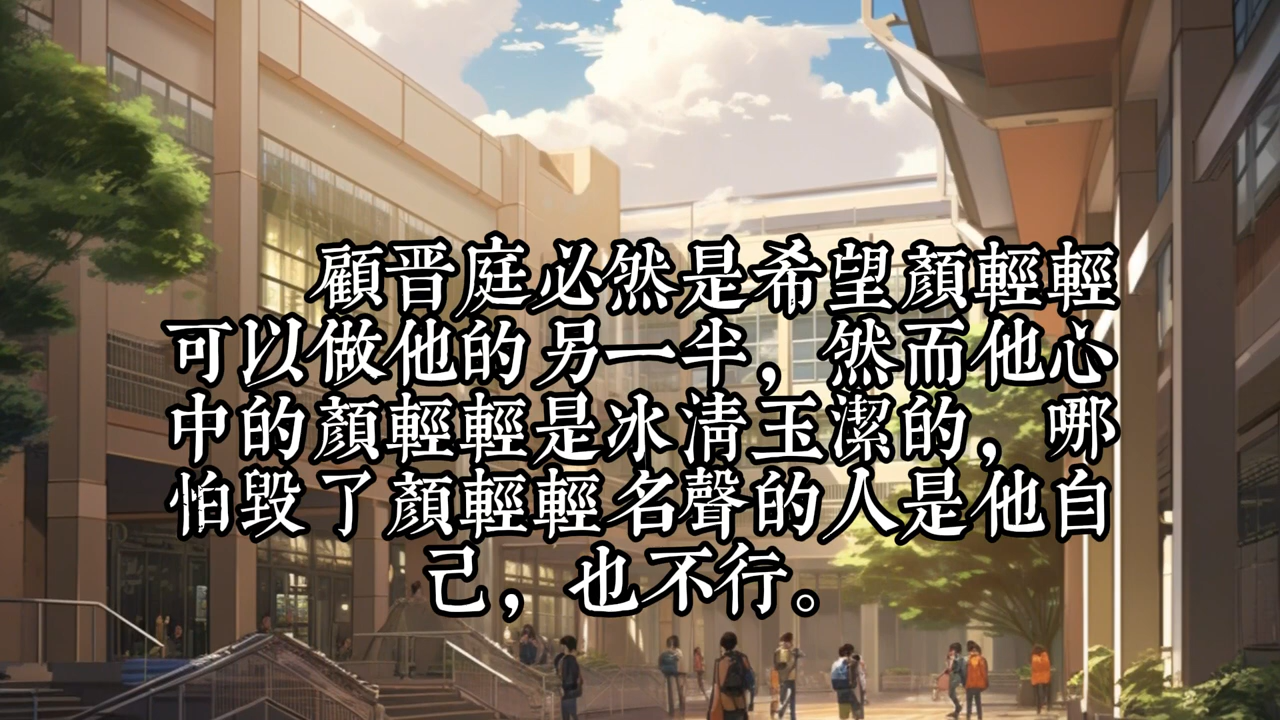 顧晋庭必然是希望顏輕輕
可以做他的另一半，然而他心
中的顏輕輕是冰清玉潔的，哪
怕毀了顏輕輕名聲的人是他自
己，也不行。